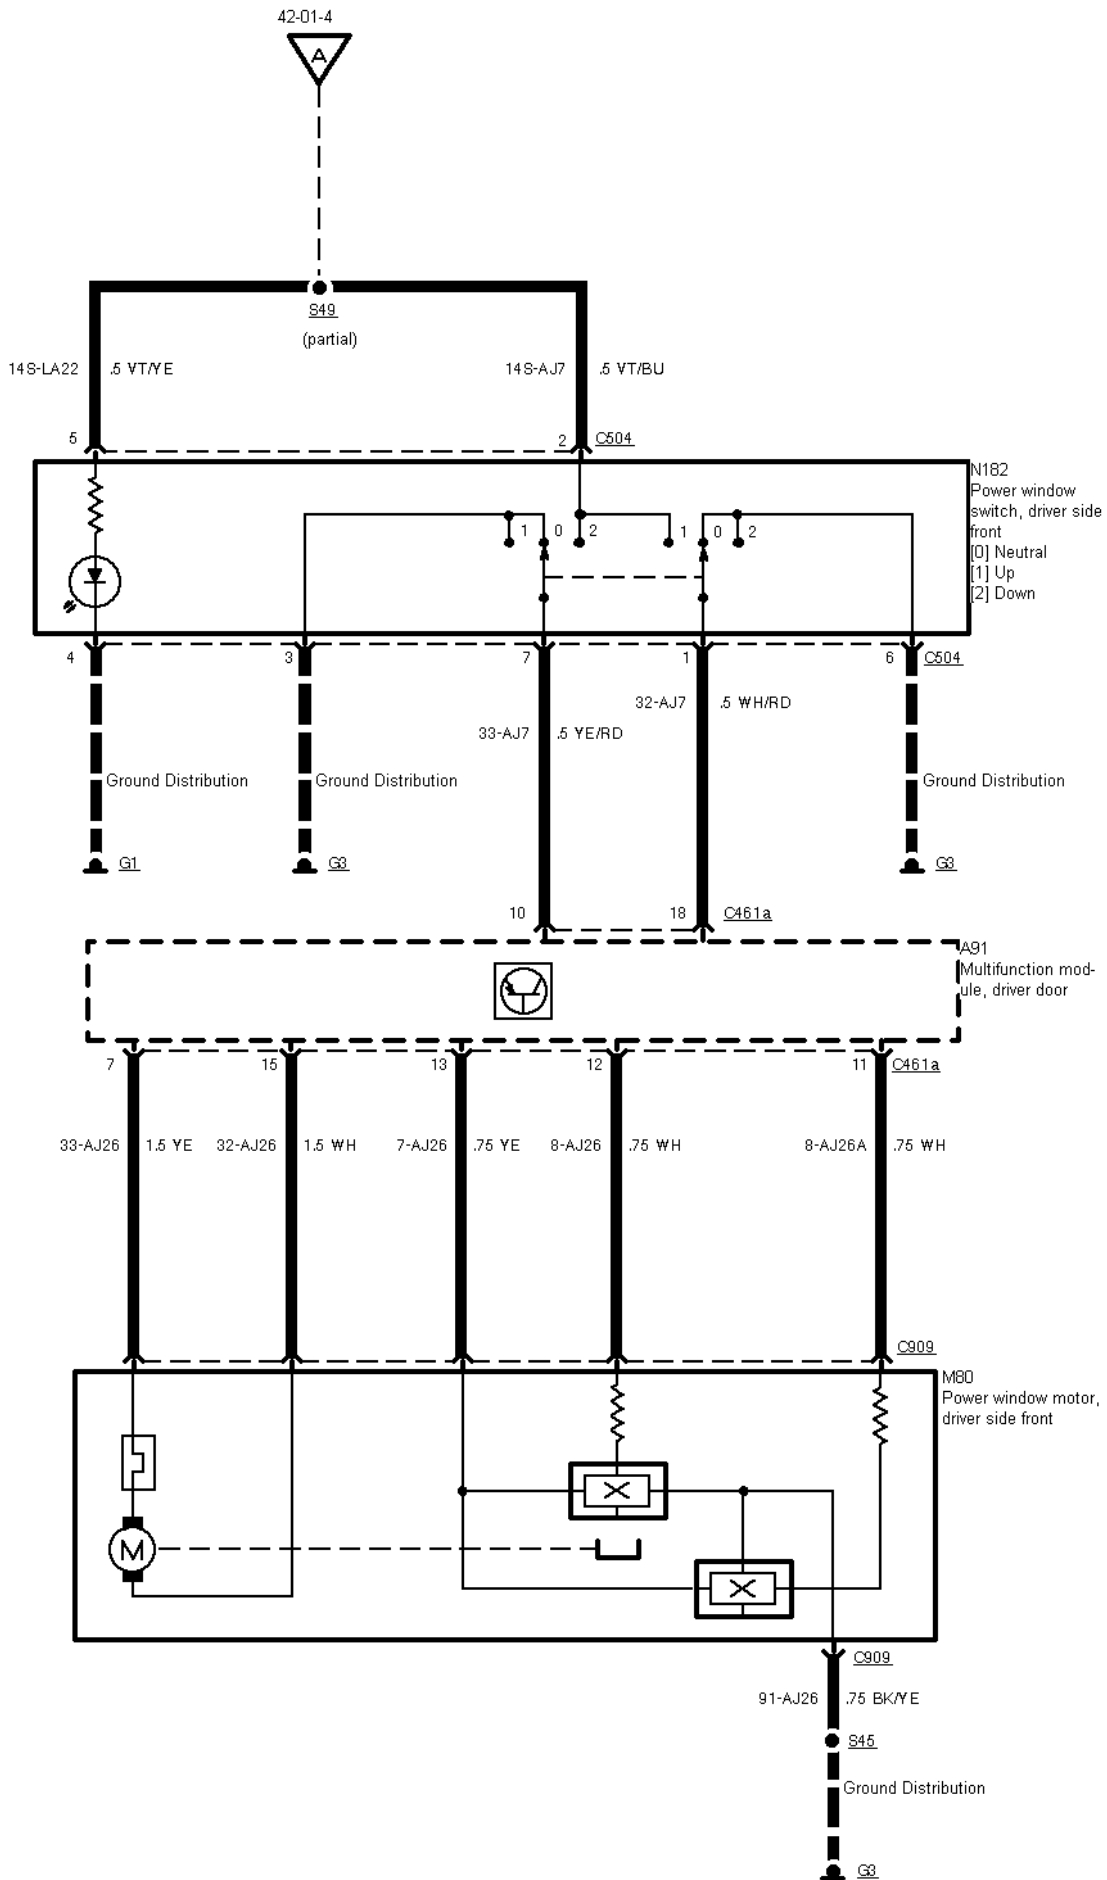 42-01-4
A
S49
(partial)
14S-LA22 .5 VT/YE 14S-AJ7 .5 VT/BU
5 2 C504
N182
Power window
switch, driver side
front
[0] Neutral
[1] Up
[2] Down
1 0 2 1 0 2
4 3 7 1 6 C504
32-AJ7 .5 WH/RD
33-AJ7 .5 YE/RD
Ground Distribution Ground Distribution Ground Distribution
G1 G3 G3
10 18 C461a
A91
Multifunction mod-
ule, driver door
7 15 13 12 11 C461a
33-AJ26 1.5 YE 32-AJ26 1.5 WH 7-AJ26 .75 YE 8-AJ26 .75 WH 8-AJ26A .75 WH
C909
M80
Power window motor,
driver side front
M
C909
91-AJ26 .75 BK/YE
S45
Ground Distribution
G3